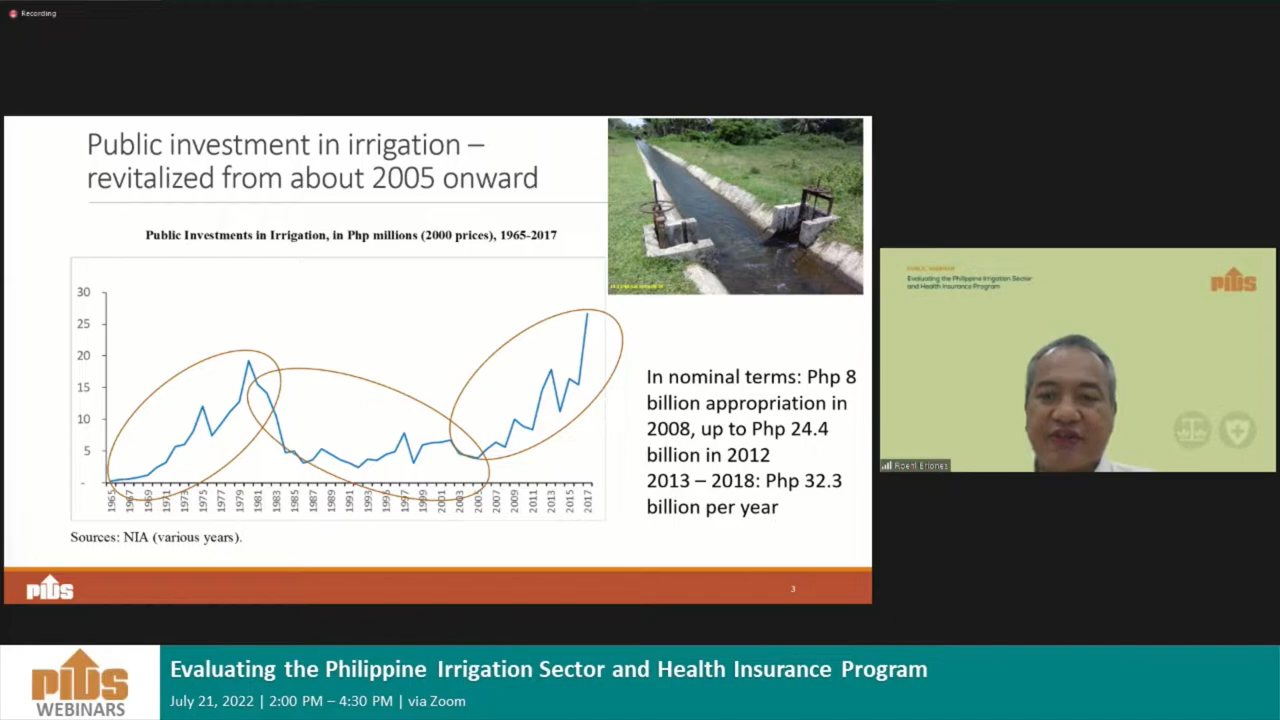 Recording
Public investment in irrigation –
revitalized from about 2005 onward
Public Investments in Irrigation, in Php millions (2000 prices), 1965-2017
30
25
20
15
10
5
-
1965
1967
1969
1971
1973
1975
1977
1979
1981
1983
1985
1987
1989
1991
1993
1995
1997
1999
2001
2003
2005
2007
2009
2011
2013
2015
2017
Sources: NIA (various years).
In nominal terms: Php 8
billion appropriation in
2008, up to Php 24.4
billion in 2012
2013 – 2018: Php 32.3
billion per year
PIDS
3
PUBLIC WEBINAR
Evaluating the Philippine Irrigation Sector
and Health Insurance Program
PIDS
Roehl Briones
PIDS
WEBINARS
Evaluating the Philippine Irrigation Sector and Health Insurance Program
July 21, 2022 | 2:00 PM – 4:30 PM | via Zoom